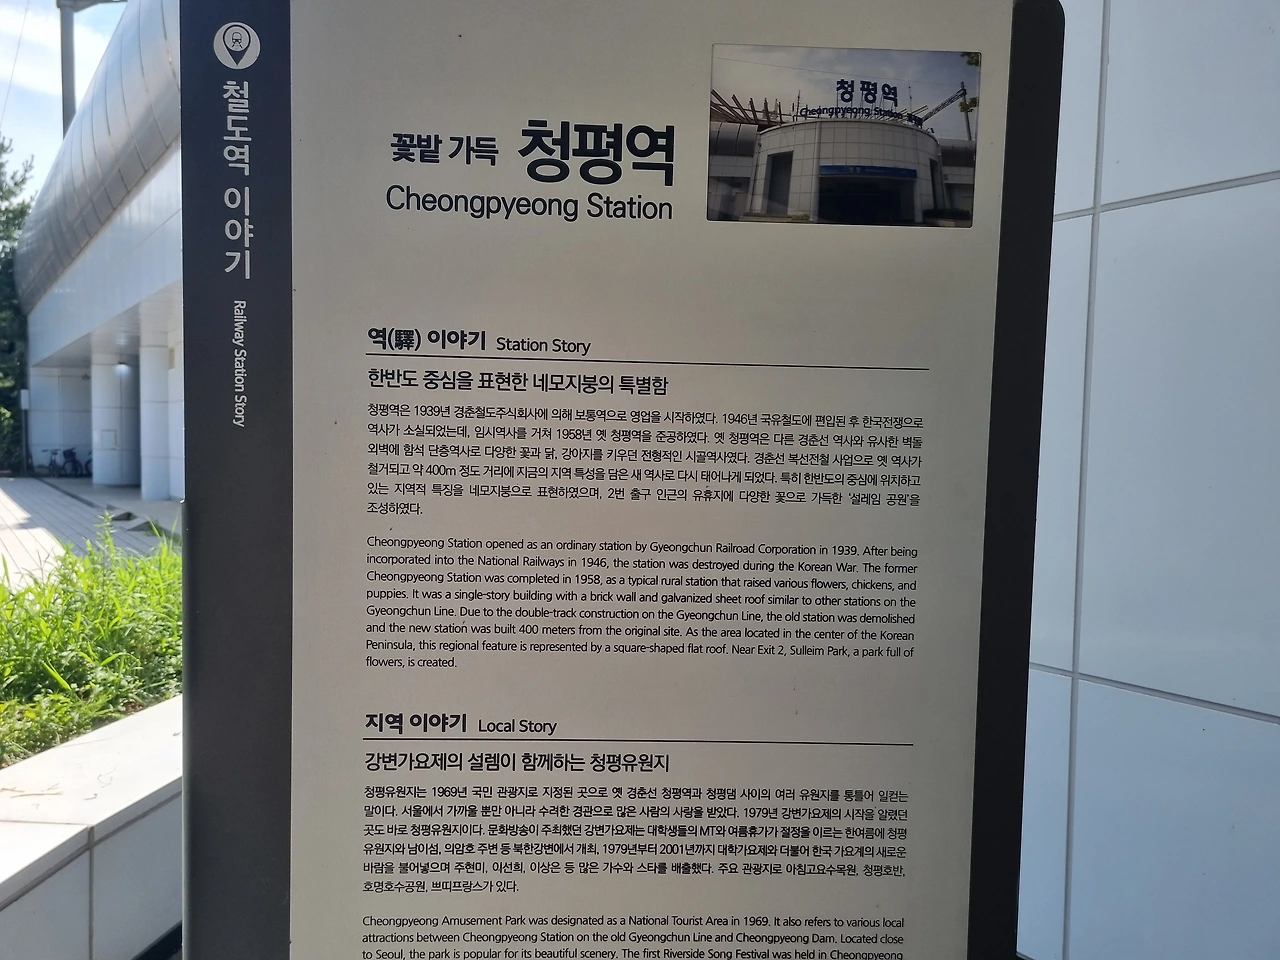 철도역 이야기
Railway Station Story
청평역
Cheongpyeong Station
꽃밭 가득 청평역
Cheongpyeong Station
역(驛) 이야기 Station Story
한반도 중심을 표현한 네모지붕의 특별함
청평역은 1939년 경춘철도주식회사에 의해 보통역으로 영업을 시작하였다. 1946년 국유철도에 편입된 후 한국전쟁으로
역사가 소실되었는데, 임시역사를 거쳐 1958년 옛 청평역을 준공하였다. 옛 청평역은 다른 경춘선 역사와 유사한 벽돌
외벽에 함석 단층역사로 다양한 꽃과 닭, 강아지를 키우던 전형적인 시골역사였다. 경춘선 복선전철 사업으로 옛 역사가
철거되고 약 400m 정도 거리에 지금의 지역 특성을 담은 새 역사로 다시 태어나게 되었다. 특히 한반도의 중심에 위치하고
있는 지역적 특징을 네모지붕으로 표현하였으며, 2번 출구 인근의 유휴지에 다양한 꽃으로 가득한 '설레임 공원'을
조성하였다.
Cheongpyeong Station opened as an ordinary station by Gyeongchun Railroad Corporation in 1939. After being
incorporated into the National Railways in 1946, the station was destroyed during the Korean War. The former
Cheongpyeong Station was completed in 1958, as a typical rural station that raised various flowers, chickens, and
puppies. It was a single-story building with a brick wall and galvanized sheet roof similar to other stations on the
Gyeongchun Line. Due to the double-track construction on the Gyeongchun Line, the old station was demolished
and the new station was built 400 meters from the original site. As the area located in the center of the Korean
Peninsula, this regional feature is represented by a square-shaped flat roof. Near Exit 2, Sulleim Park, a park full of
flowers, is created.
지역 이야기 Local Story
강변가요제의 설렘이 함께하는 청평유원지
청평유원지는 1969년 국민 관광지로 지정된 곳으로 옛 경춘선 청평역과 청평댐 사이의 여러 유원지를 통틀어 일컫는
말이다. 서울에서 가까울 뿐만 아니라 수려한 경관으로 많은 사람의 사랑을 받았다. 1979년 강변가요제의 시작을 알렸던
곳도 바로 청평유원지이다. 문화방송이 주최했던 강변가요제는 대학생들의 MT와 여름휴가가 절정을 이르는 한여름에 청평
유원지와 남이섬, 의암호 주변 등 북한강변에서 개최, 1979년부터 2001년까지 대학가요제와 더불어 한국 가요계의 새로운
바람을 불어넣으며 주현미, 이선희, 이상은 등 많은 가수와 스타를 배출했다. 주요 관광지로 아침고요수목원, 청평호반,
호명호수공원, 쁘띠프랑스가 있다.
Cheongpyeong Amusement Park was designated as a National Tourist Area in 1969. It also refers to various local
attractions between Cheongpyeong Station on the old Gyeongchun Line and Cheongpyeong Dam. Located close
to Seoul, the park is popular for its beautiful scenery. The first Riverside Song Festival was held in Cheongpyeong